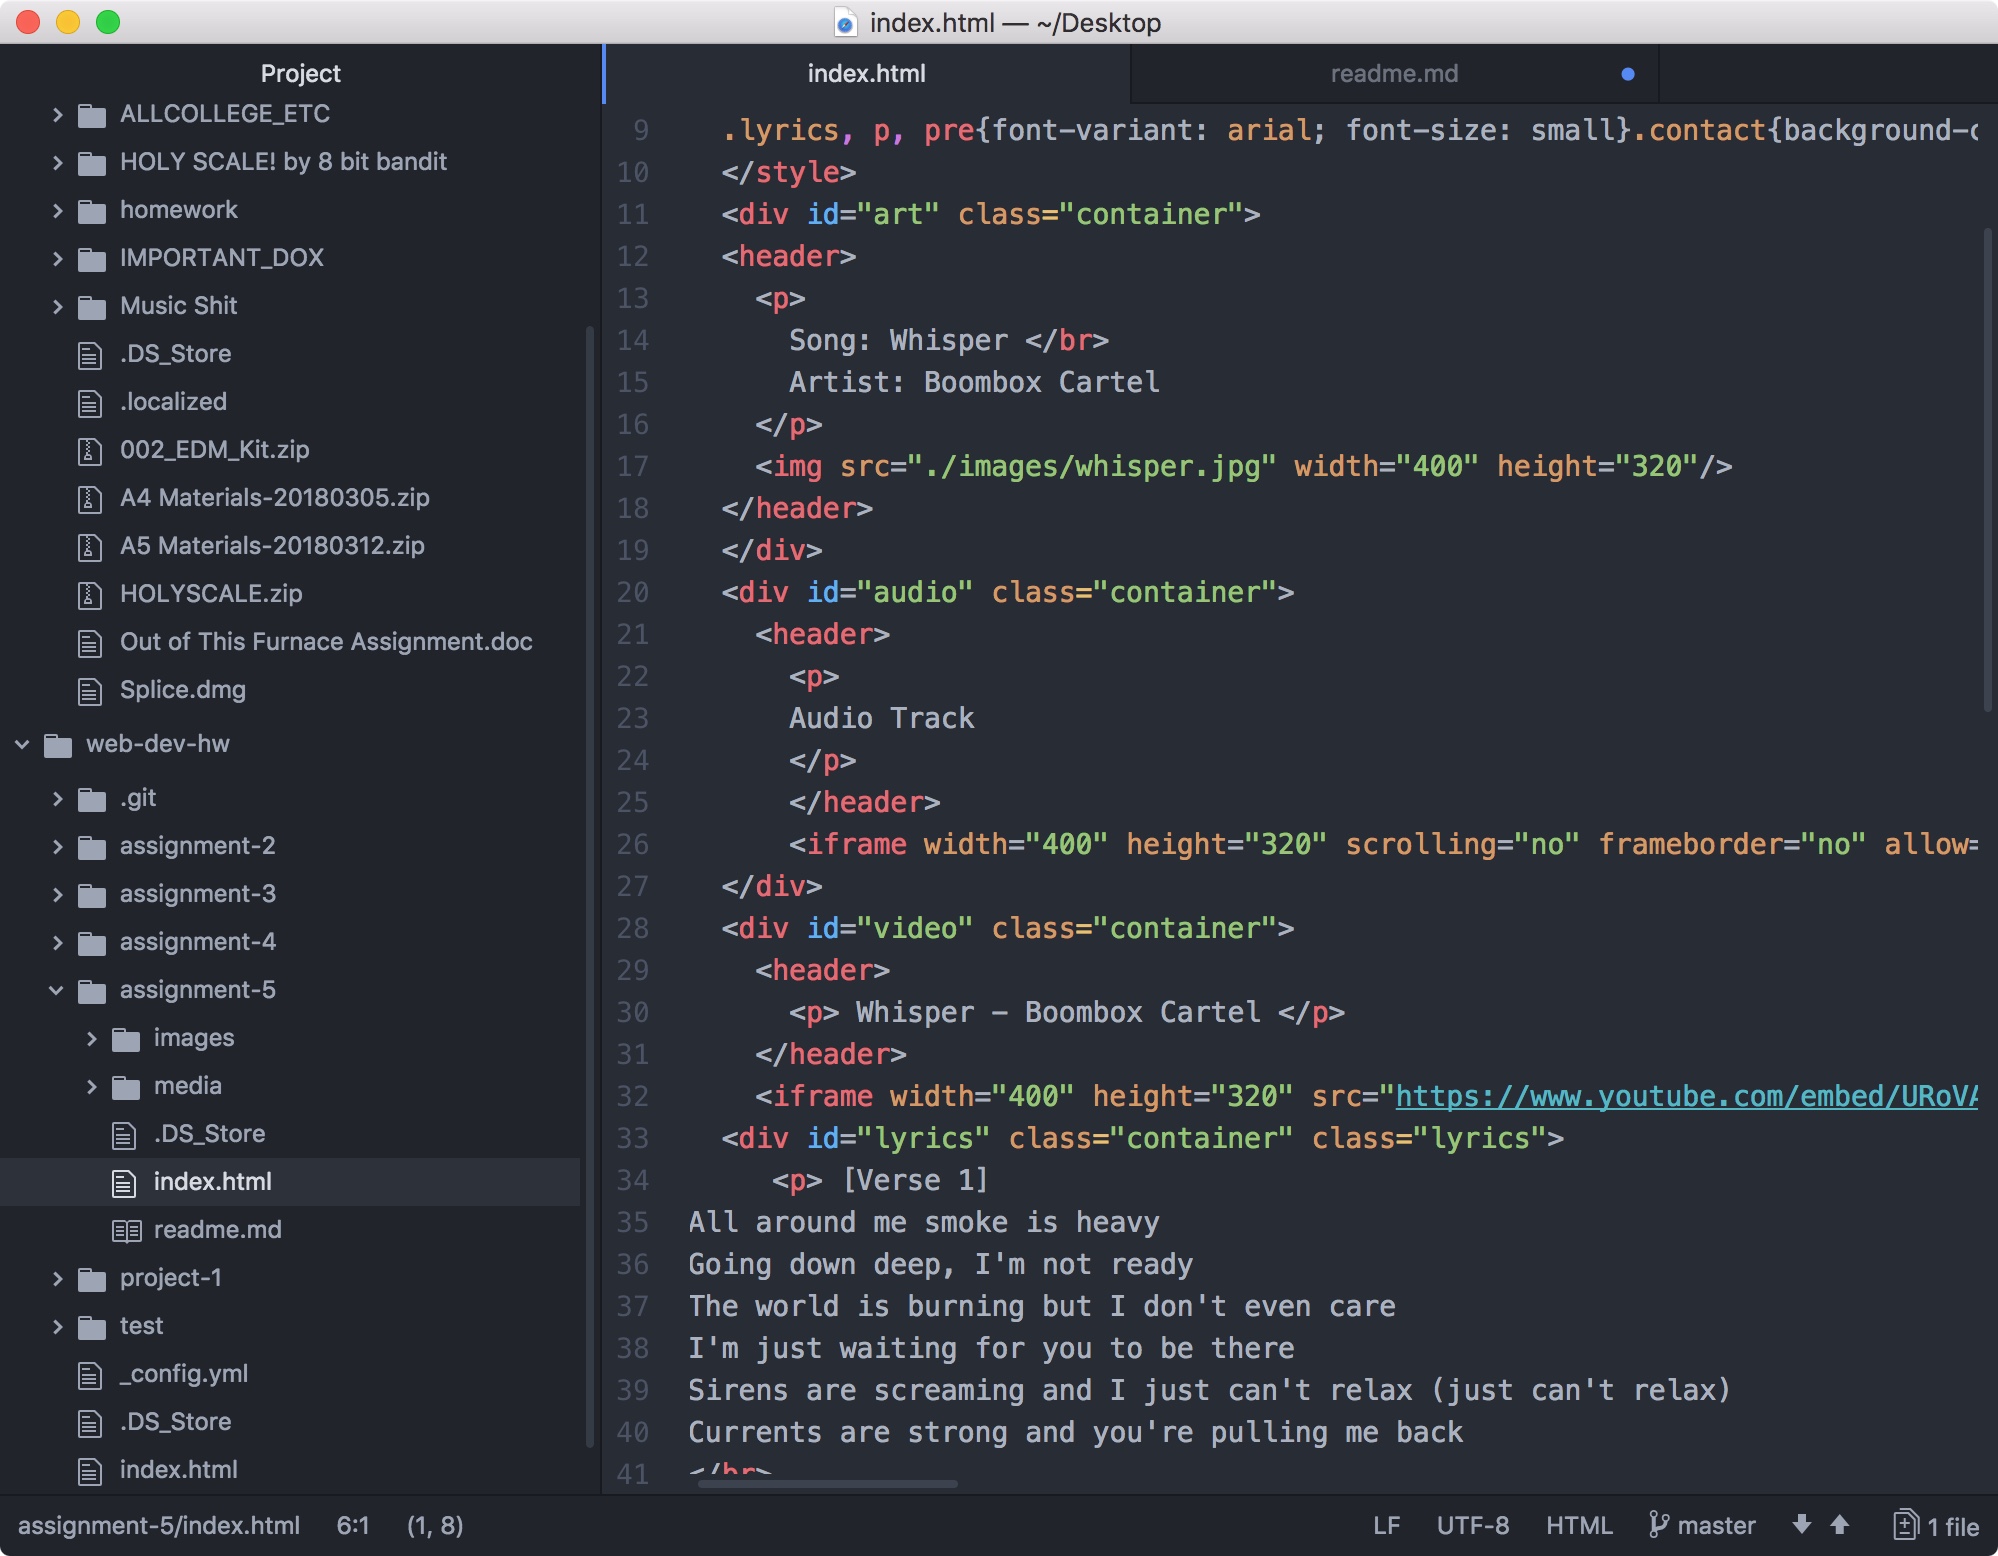 index.html — ~/Desktop
Project
ALLCOLLEGE_ETC
HOLY SCALE! by 8 bit bandit
homework
IMPORTANT_DOX
Music Shit
.DS_Store
.localized
002_EDM_Kit.zip
A4 Materials-20180305.zip
A5 Materials-20180312.zip
HOLYSCALE.zip
Out of This Furnace Assignment.doc
Splice.dmg
web-dev-hw
.git
assignment-2
assignment-3
assignment-4
assignment-5
images
media
.DS_Store
index.html
readme.md
project-1
test
_config.yml
.DS_Store
index.html
index.html
readme.md
9 .lyrics, p, pre{font-variant: arial; font-size: small}.contact{background-c
10 </style>
11 <div id="art" class="container">
12 <header>
13 <p>
14 Song: Whisper </br>
15 Artist: Boombox Cartel
16 </p>
17 <img src="./images/whisper.jpg" width="400" height="320"/>
18 </header>
19 </div>
20 <div id="audio" class="container">
21 <header>
22 <p>
23 Audio Track
24 </p>
25 </header>
26 <iframe width="400" height="320" scrolling="no" frameborder="no" allow=
27 </div>
28 <div id="video" class="container">
29 <header>
30 <p> Whisper - Boombox Cartel </p>
31 </header>
32 <iframe width="400" height="320" src="https://www.youtube.com/embed/URoVA
33 <div id="lyrics" class="container" class="lyrics">
34 <p> [Verse 1]
35 All around me smoke is heavy
36 Going down deep, I'm not ready
37 The world is burning but I don't even care
38 I'm just waiting for you to be there
39 Sirens are screaming and I just can't relax (just can't relax)
40 Currents are strong and you're pulling me back
41 </br>
assignment-5/index.html 6:1 (1, 8) LF UTF-8 HTML master 1 file